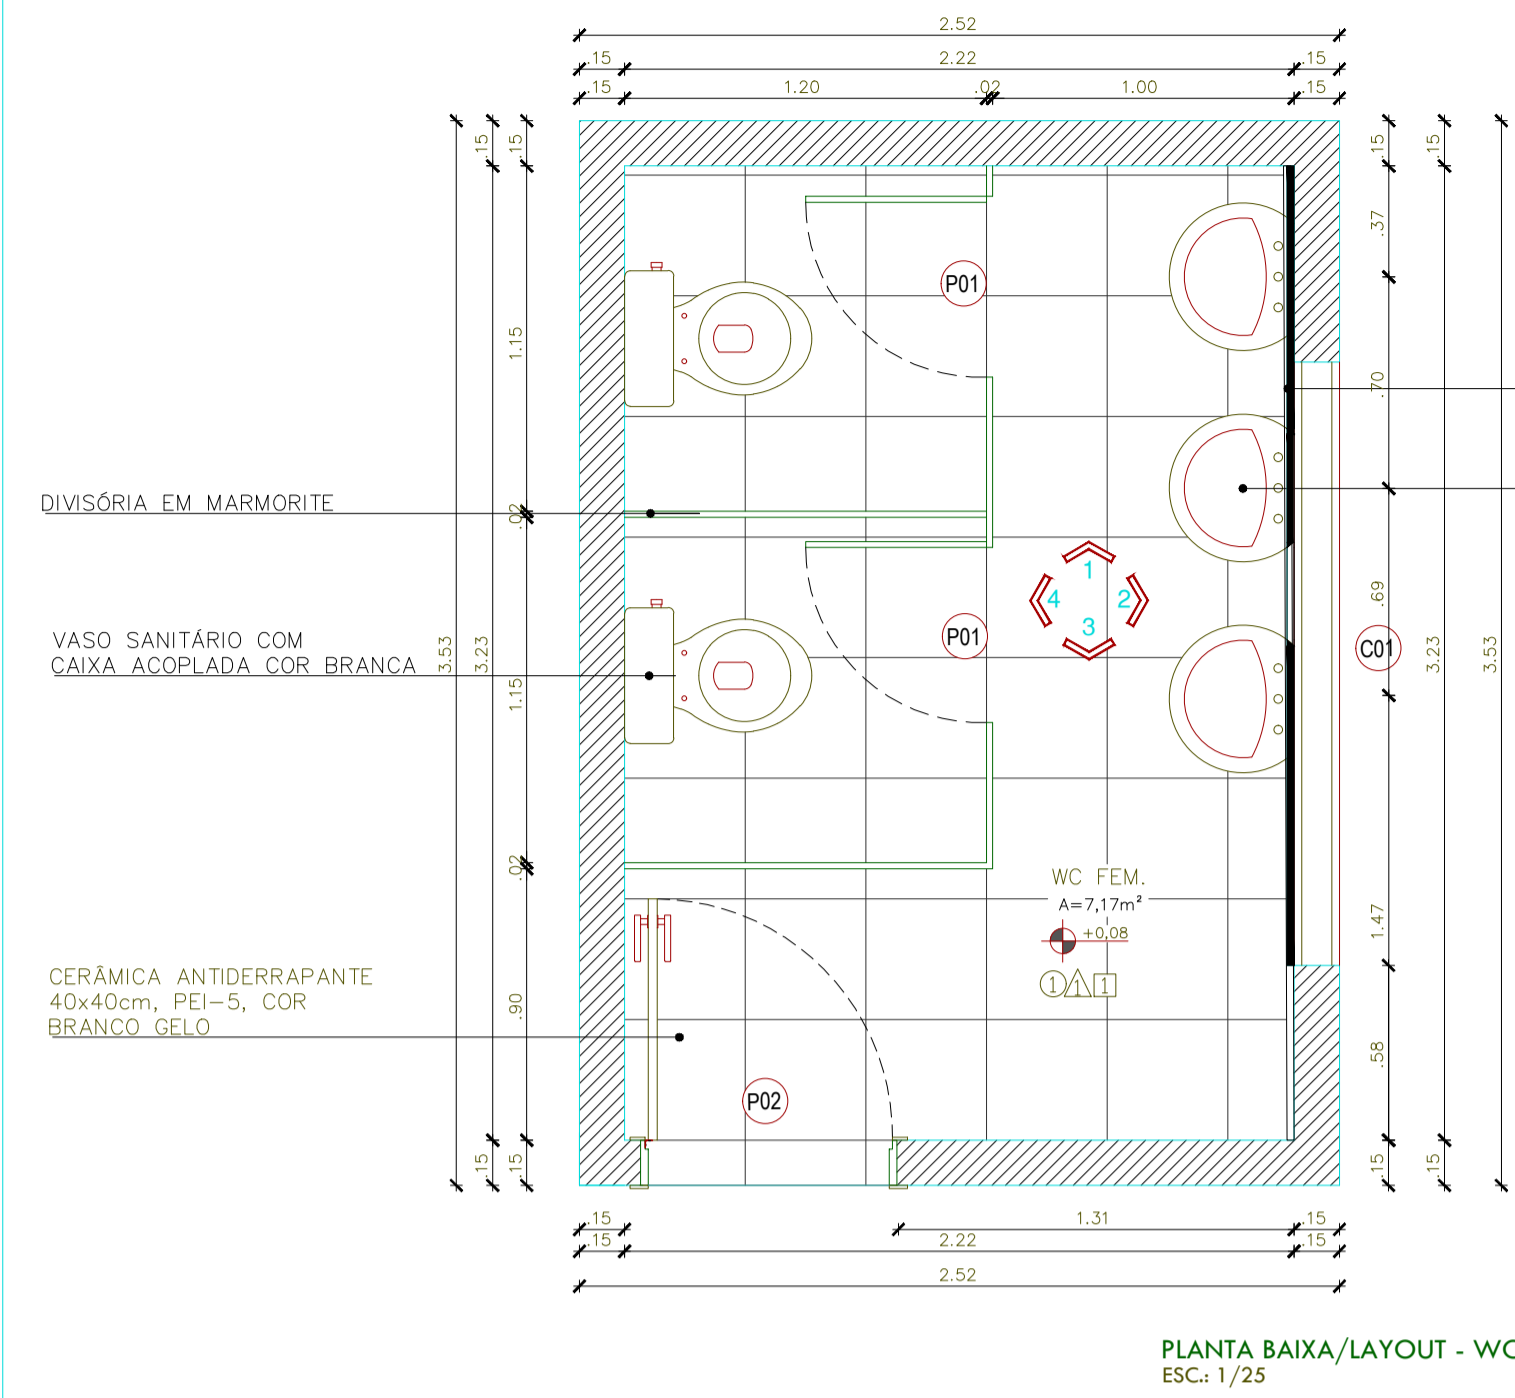 2.52
.15 2.22 .15
.15 1.20 .02 1.00 .15
.15 .15 .15 .15
.37
P01
1.15
.70
DIVISÓRIA EM MARMORITE
.02
1
4 2
3
.69
VASO SANITÁRIO COM
CAIXA ACOPLADA COR BRANCA
3.53 3.23 1.15
P01
C01
3.23 3.53
.02
WC FEM.
A=7,17m²
+0,08
1 1 1
1.47
CERÂMICA ANTIDERRAPANTE
40x40cm, PEI-5, COR
BRANCO GELO
.90
.58
P02
.15 .15 .15 .15
.15 1.31 .15
.15 2.22 .15
2.52
PLANTA BAIXA/LAYOUT - WC
ESC.: 1/25